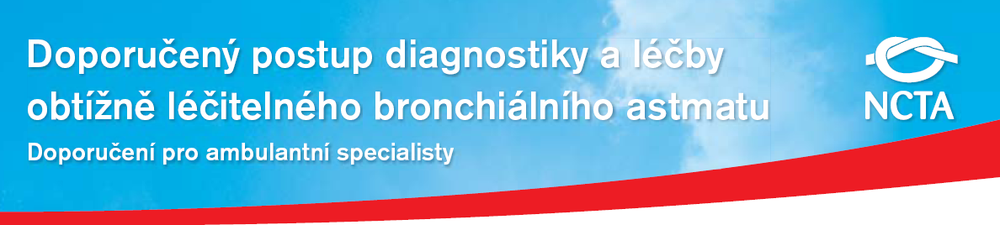 Doporučený postup diagnostiky a léčby
obtížně léčitelného bronchiálního astmatu
Doporučení pro ambulantní specialisty
NCTA